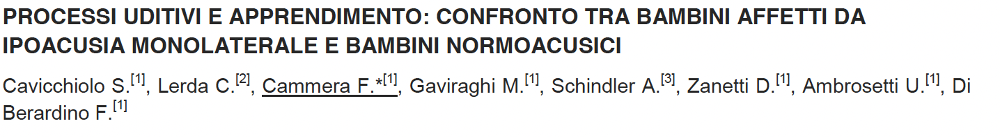 PROCESSI UDITIVI E APPRENDIMENTO: CONFRONTO TRA BAMBINI AFFETTI DA
IPOACUSIA MONOLATERALE E BAMBINI NORMOACUSICI
Cavicchiolo S.[1], Lerda C.[2], Cammera F.*[1], Gaviraghi M.[1], Schindler A.[3], Zanetti D.[1], Ambrosetti U.[1], Di
Berardino F.[1]